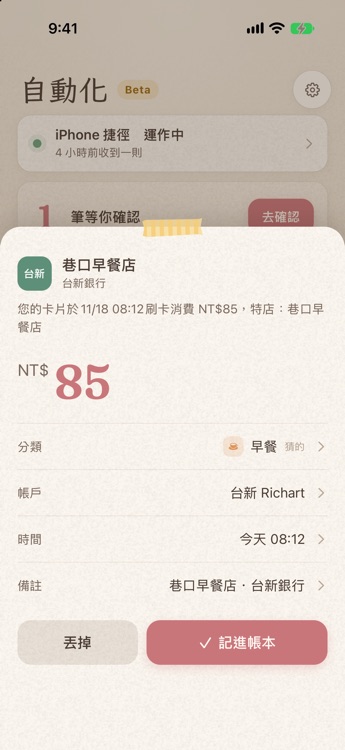 9:41
自動化 Beta
iPhone 捷徑 運作中
4 小時前收到一則
1 筆等你確認 去確認
台新 巷口早餐店
台新銀行
您的卡片於 11/18 08:12 刷卡消費 NT$85，特店：巷口早
餐店
NT$ 85
分類 早餐 猜的
帳戶 台新 Richart
時間 今天 08:12
備註 巷口早餐店 · 台新銀行
丟掉 記進帳本